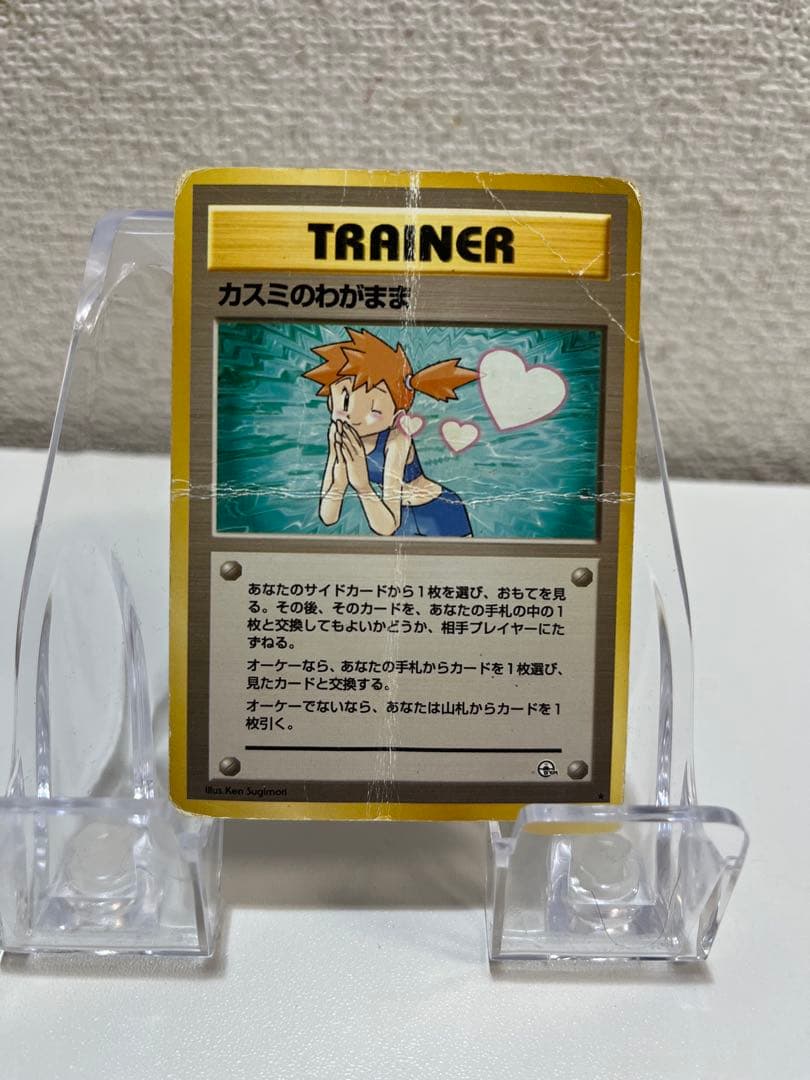 TRAINER
カスミのわがまま
あなたのサイドカードから1枚を選び、おもてを見
る。その後、そのカードを、あなたの手札の中の1
枚と交換してもよいかどうか、相手プレイヤーにた
ずねる。
オーケーなら、あなたの手札からカードを1枚選び、
見たカードと交換する。
オーケーでないなら、あなたは山札からカードを1
枚引く。
Illus. Ken Sugimori